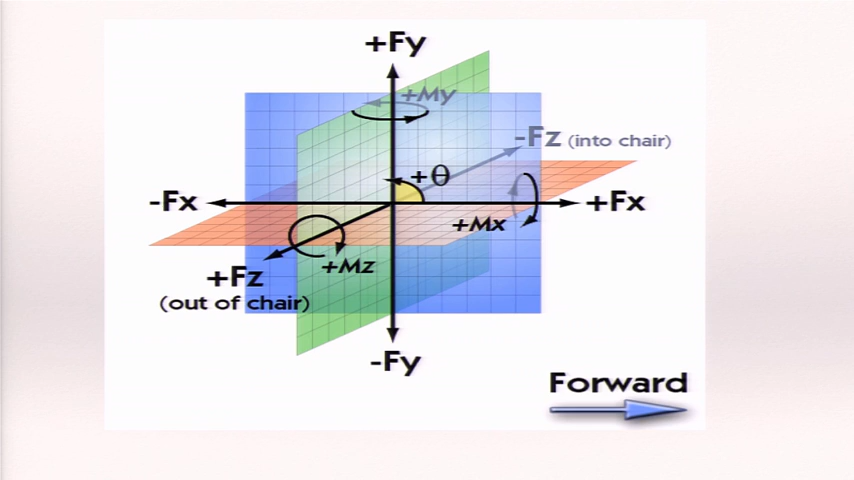 +Fy
+My
-Fz (into chair)
+θ
-Fx
+Fx
+Mx
+Mz
+Fz
(out of chair)
-Fy
Forward